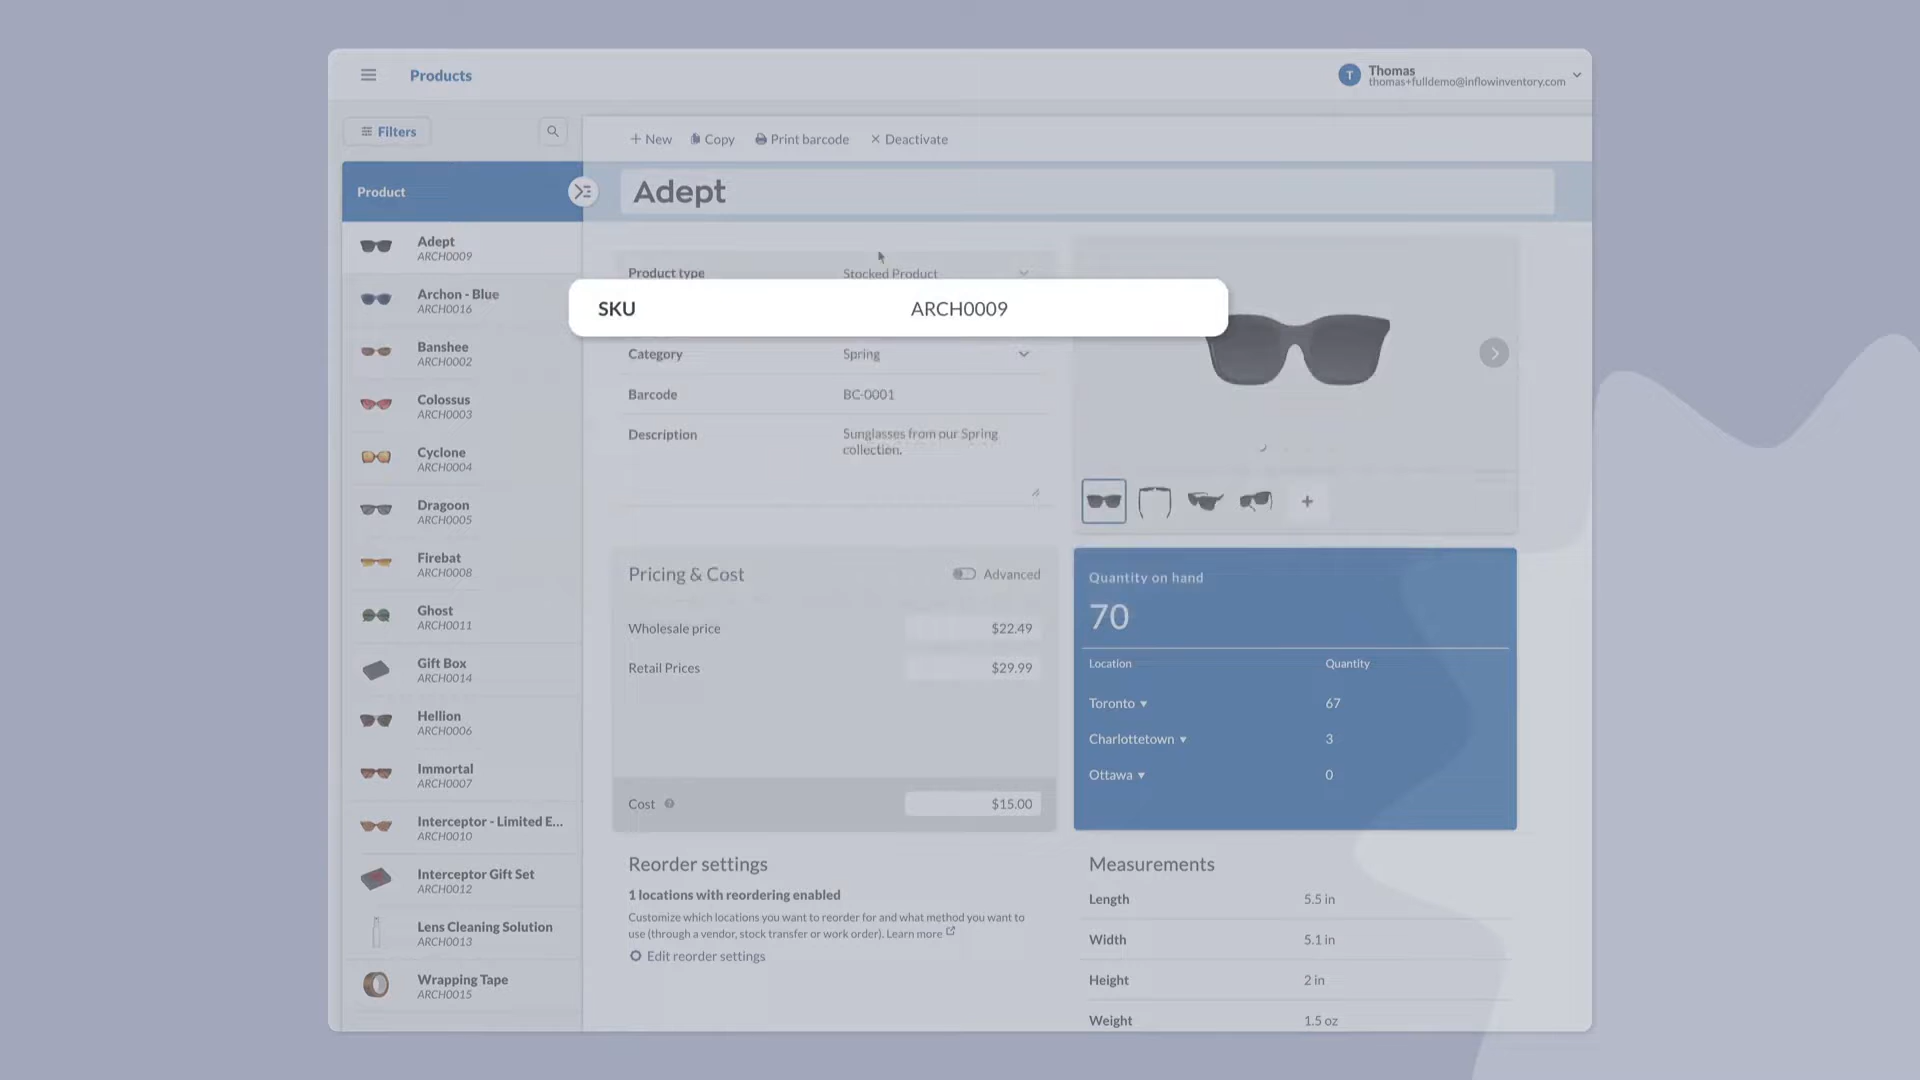 Products
T
Thomas
thomas+fulldemo@inflowinventory.com
Filters
New
Copy
Print barcode
Deactivate
Product
Adept
Adept
ARCH0009
Archon - Blue
ARCH0016
Banshee
ARCH0002
Colossus
ARCH0003
Cyclone
ARCH0004
Dragoon
ARCH0005
Firebat
ARCH0008
Ghost
ARCH0011
Gift Box
ARCH0014
Hellion
ARCH0006
Immortal
ARCH0007
Interceptor - Limited E...
ARCH0010
Interceptor Gift Set
ARCH0012
Lens Cleaning Solution
ARCH0013
Wrapping Tape
ARCH0015
Product type Stocked Product
SKU ARCH0009
Category Spring
Barcode BC-0001
Description Sunglasses from our Spring
collection.
Pricing & Cost Advanced
Wholesale price $22.49
Retail Prices $29.99
Cost $15.00
Quantity on hand
70
Location Quantity
Toronto 67
Charlottetown 3
Ottawa 0
Reorder settings
1 locations with reordering enabled
Customize which locations you want to reorder for and what method you want to
use (through a vendor, stock transfer or work order). Learn more
Edit reorder settings
Measurements
Length 5.5 in
Width 5.1 in
Height 2 in
Weight 1.5 oz